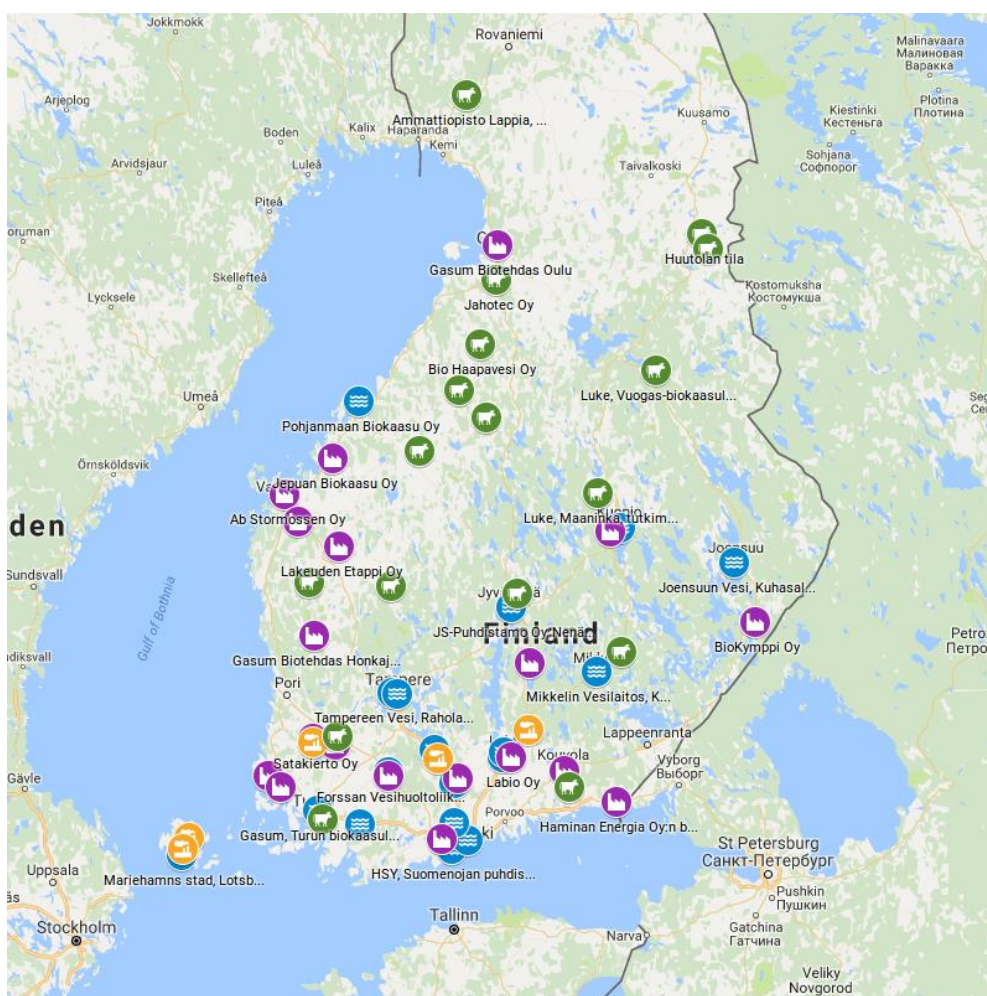 Jokkmokk
Rovaniemi
Malinavaara
Малиновая
Варакка
Arjeplog
Ammattiopisto Lappia, ...
Kuusamo
Plotina
Плотина
Boden
Kalix
Haparanda
Kemi
Kiestinki
Кестеньга
Arvidsjaur
Luleå
Taivalkoski
Sohjana
Софпорог
Piteå
Huutolan tila
Gasum Biotehdas Oulu
Skellefteå
Kostomuksha
Костомукша
Lycksele
Jahotec Oy
Bio Haapavesi Oy
Umeå
Luke, Vuogas-biokaasul...
Pohjanmaan Biokaasu Oy
Örnsköldsvik
Jepuan Biokaasu Oy
Ab Stormossen Oy
Luke, Maaninka, tutkim...
den
Joensuu
Lakeuden Etappi Oy
Sundsvall
Joensuun Vesi, Kuhasal...
Gulf of Bothnia
JS-Puhdistamo Oy, Nenä...
Finland
BioKymppi Oy
Gasum Biotehdas Honkaj...
Pori
Mikkelin Vesilaitos, K...
Tampere
Tampereen Vesi, Rahola...
Lappeenranta
Satakierto Oy
Kouvola
Vyborg
Выборг
Labio Oy
Gävle
Forssan Vesihuoltoliik...
Porvoo
Haminan Energia Oy:n b...
Gasum, Turun biokaasul...
St Petersburg
Санкт-Петербург
Uppsala
Mariehamns stad, Lotsb...
HSY, Suomenojan puhdis...
Pushkin
Пушкин
Stockholm
Tallinn
Narva
Gatchina
Гатчина
Veliky
Novgorod